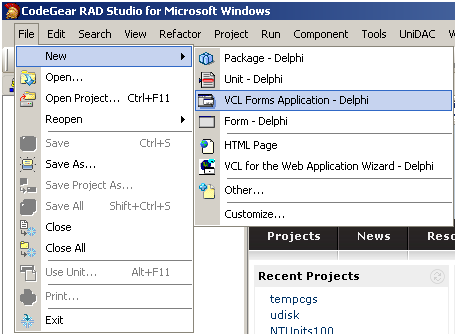 CodeGear RAD Studio for Microsoft Windows
File Edit Search View Refactor Project Run Component Tools UniDAC
New
Open...
Open Project... Ctrl+F11
Reopen
Save Ctrl+S
Save As...
Save Project As...
Save All Shift+Ctrl+S
Close
Close All
Use Unit... Alt+F11
Print...
Exit
Package - Delphi
Unit - Delphi
VCL Forms Application - Delphi
Form - Delphi
HTML Page
VCL for the Web Application Wizard - Delphi
Other...
Customize...
Projects News Reso
Recent Projects
tempcgs
udisk
NTUnits100